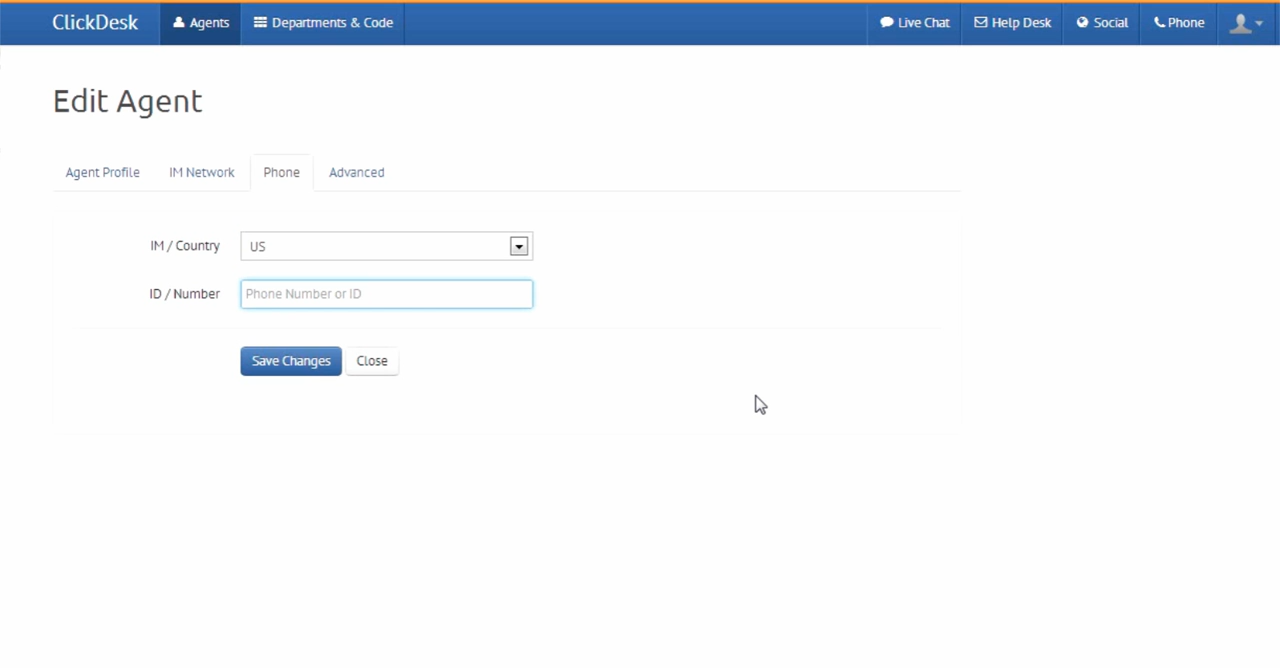 ClickDesk Agents Departments & Code Live Chat Help Desk Social Phone
Edit Agent
Agent Profile IM Network Phone Advanced
IM / Country US
ID / Number Phone Number or ID
Save Changes Close